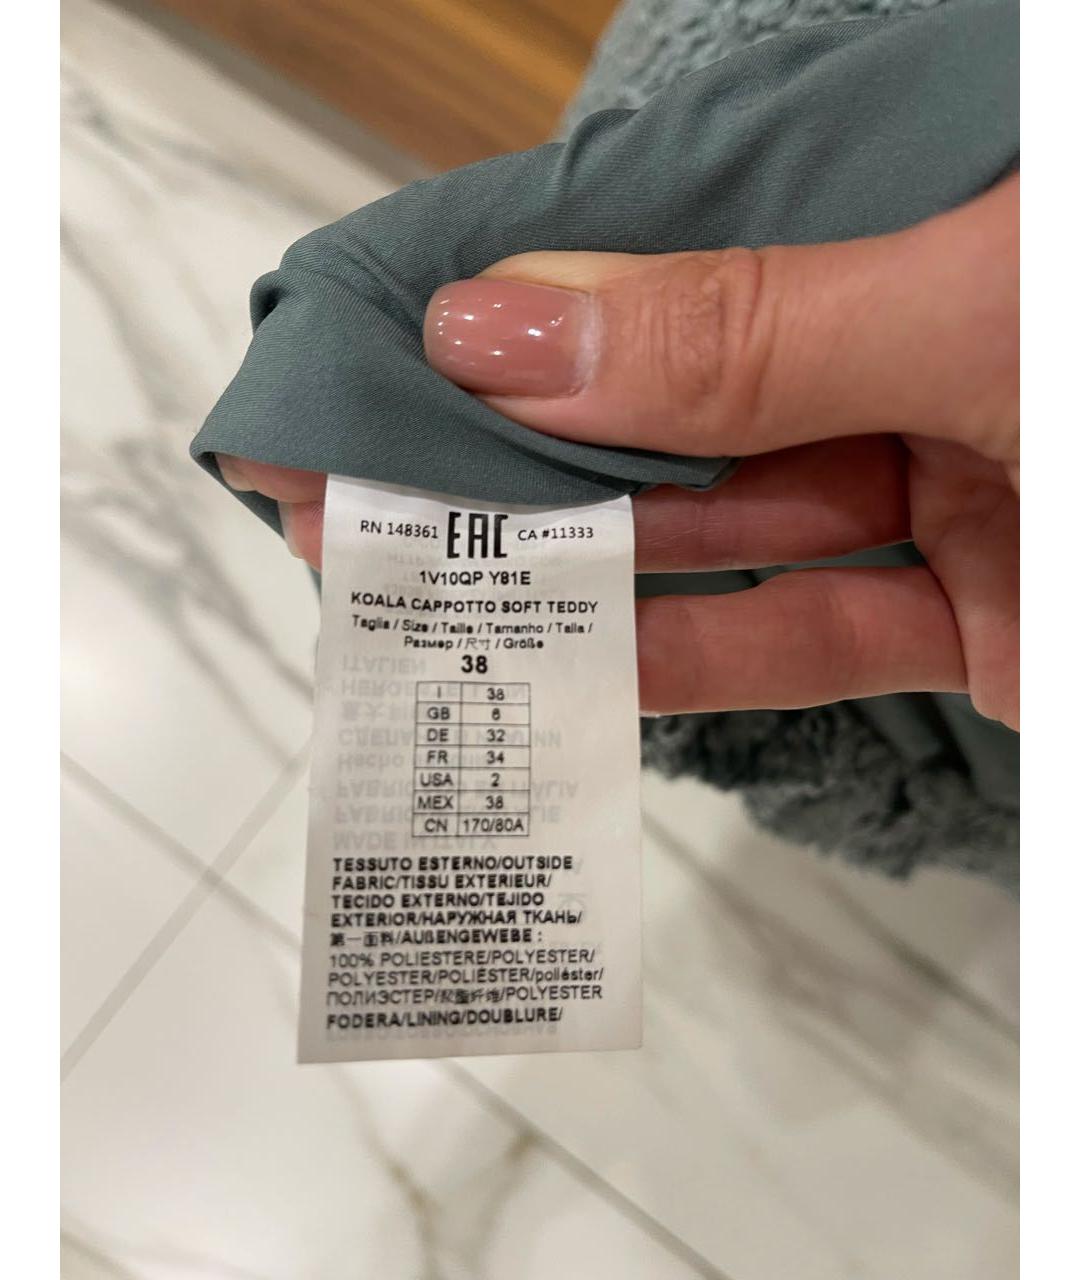 RN 148361 EAC CA #11333
1V10QP Y81E
KOALA CAPPOTTO SOFT TEDDY
Taglia / Size / Taille / Tamanho / Talla /
Размер / 尺寸 / Größe
38
I 38
GB 6
DE 32
FR 34
USA 2
MEX 38
CN 170/80A
TESSUTO ESTERNO/OUTSIDE
FABRIC/TISSU EXTERIEUR/
TECIDO EXTERNO/TEJIDO
EXTERIOR/НАРУЖНАЯ ТКАНЬ/
第一面料/AUßENGEWEBE :
100% POLIESTERE/POLYESTER/
POLYESTER/POLIÉSTER/poliéster/
ПОЛИЭСТЕР/聚酯纤维/POLYESTER
FODERA/LINING/DOUBLURE/